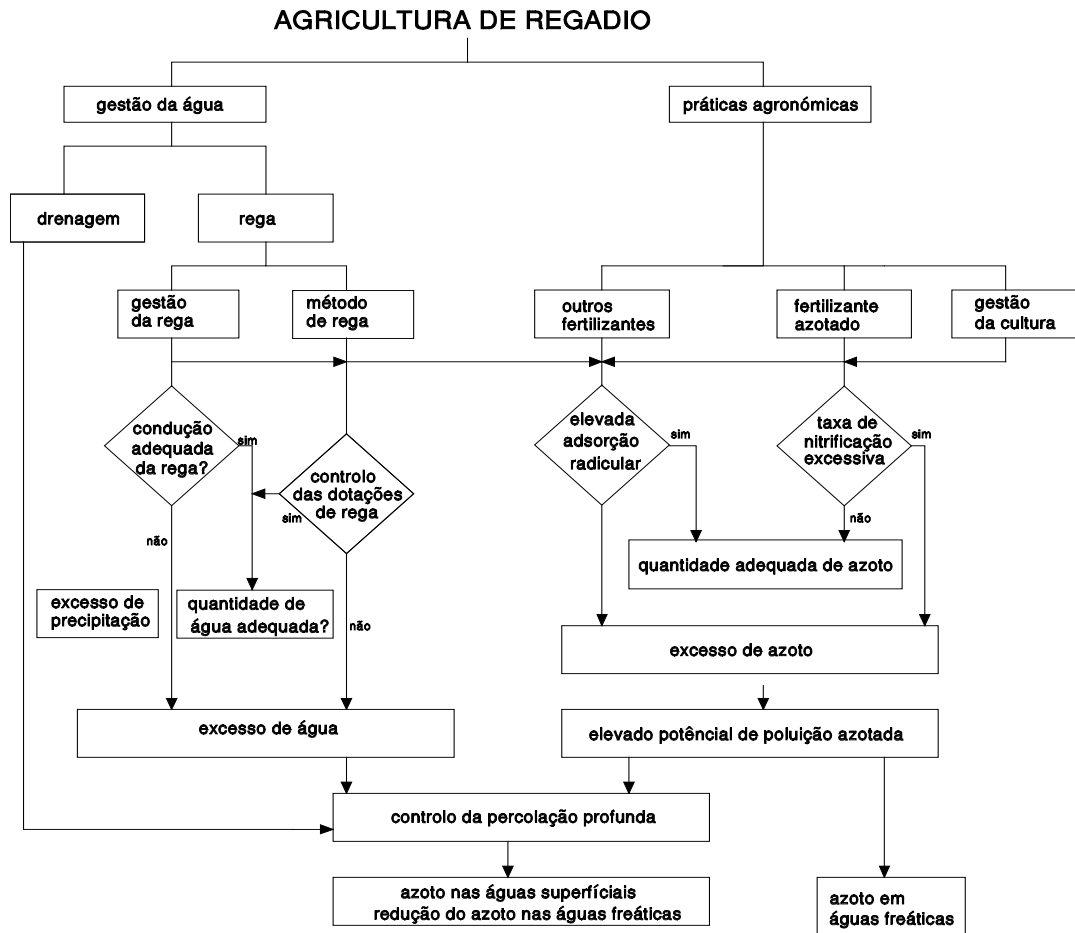 AGRICULTURA DE REGADIO
gestão da água
práticas agronómicas
drenagem
rega
gestão
da rega
método
de rega
outros
fertilizantes
fertilizante
azotado
gestão
da cultura
condução
adequada
da rega?
sim
controlo
das dotações
de rega
sim
não
elevada
adsorção
radicular
sim
taxa de
nitrificação
excessiva
sim
não
quantidade adequada de azoto
excesso de
precipitação
quantidade de
água adequada?
não
excesso de azoto
excesso de água
elevado potêncial de poluição azotada
controlo da percolação profunda
azoto nas águas superfíciais
redução do azoto nas águas freáticas
azoto em
águas freáticas